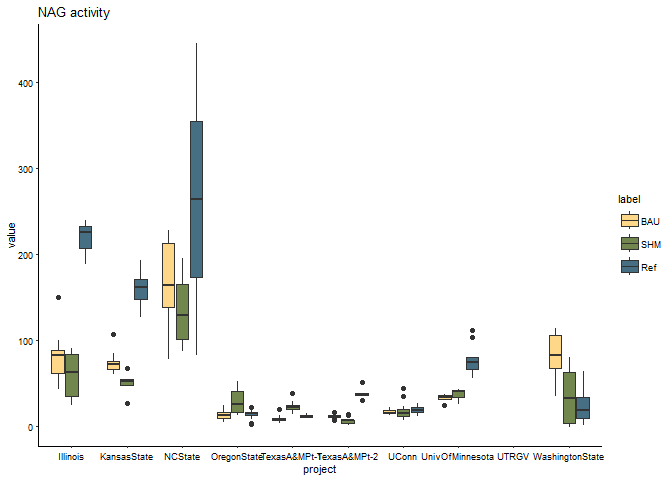 NAG activity
value
400
300
200
100
0
Illinois KansasState NCState OregonState TexasA&MPt-1 TexasA&MPt-2 UConn UnivOfMinnesota UTRGV WashingtonState
project
label
BAU
SHM
Ref